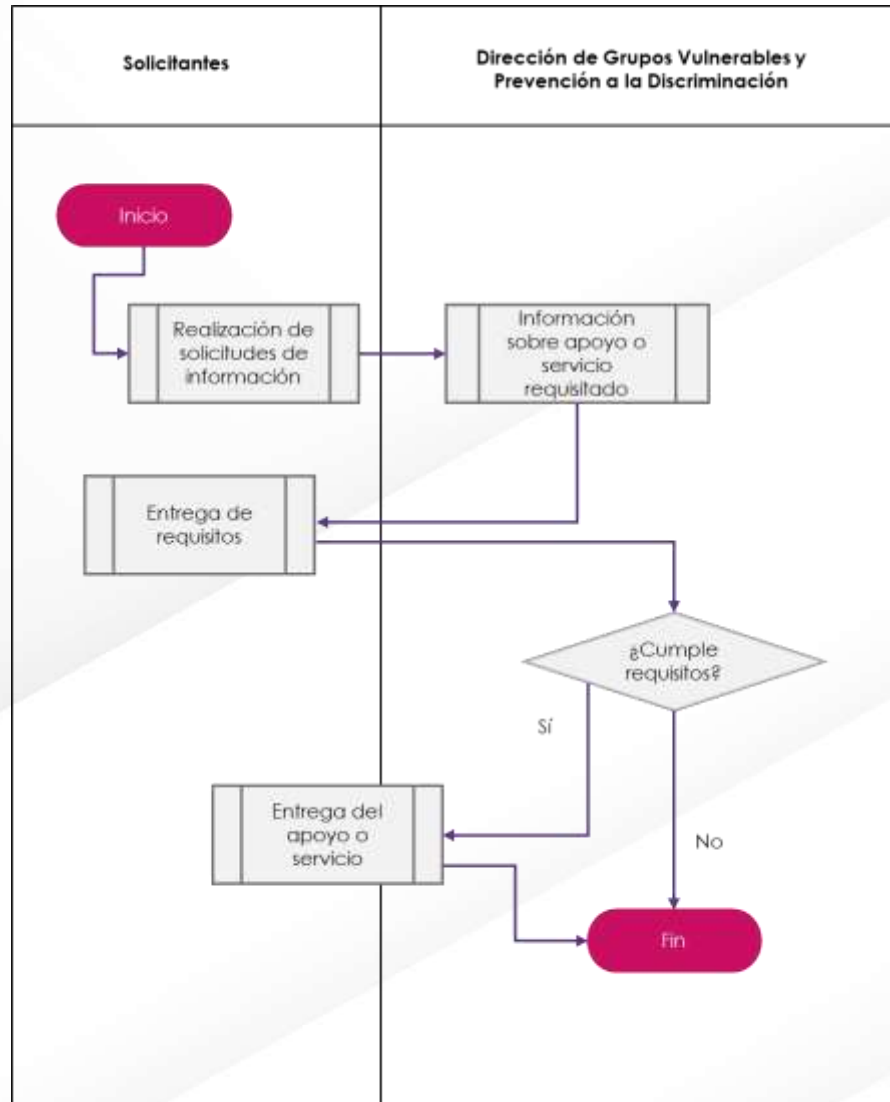 Solicitantes
Dirección de Grupos Vulnerables y
Prevención a la Discriminación
Inicio
Realización de
solicitudes de
información
Información
sobre apoyo o
servicio
requisitado
Entrega de
requisitos
¿Cumple
requisitos?
Sí
Entrega del
apoyo o
servicio
No
Fin